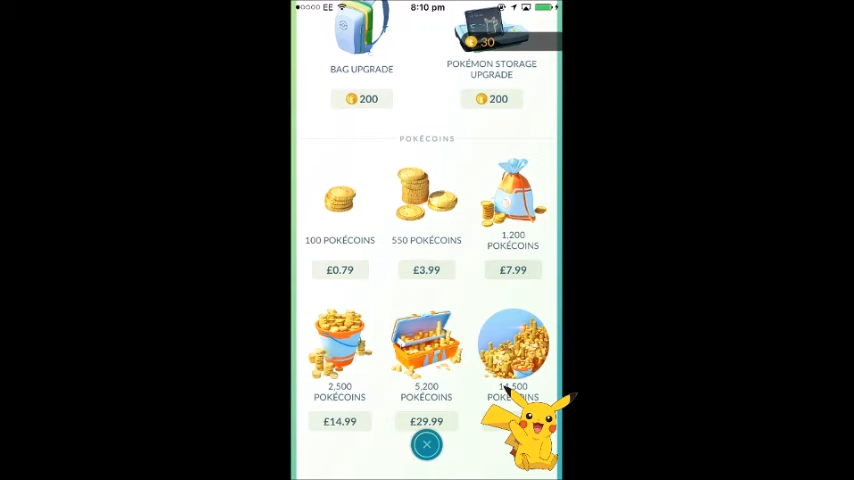 EE 8:10 pm
30
BAG UPGRADE
POKÉMON STORAGE
UPGRADE
200
200
POKÉCOINS
100 POKÉCOINS
550 POKÉCOINS
1,200
POKÉCOINS
£0.79
£3.99
£7.99
2,500
POKÉCOINS
5,200
POKÉCOINS
£14.99
£29.99